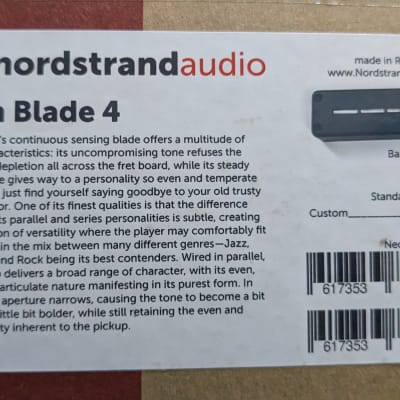 nordstrandaudio
Blade 4
's continuous sensing blade offers a multitude of
acteristics: its uncompromising tone refuses the
depletion all across the fret board, while its steady
e gives way to a personality so even and temperate
just find yourself saying goodbye to your old trusty
or. One of its finest qualities is that the difference
ts parallel and series personalities is subtle, creating
on of versatility where the player may comfortably fit
in the mix between many different genres—Jazz,
and Rock being its best contenders. Wired in parallel,
delivers a broad range of character, with its even,
articulate nature manifesting in its purest form. In
aperture narrows, causing the tone to become a bit
ittle bit bolder, while still retaining the even and
ty inherent to the pickup.
made in R
www.Nordstran
Ba
Standa
Custom
Nec
617353
617353